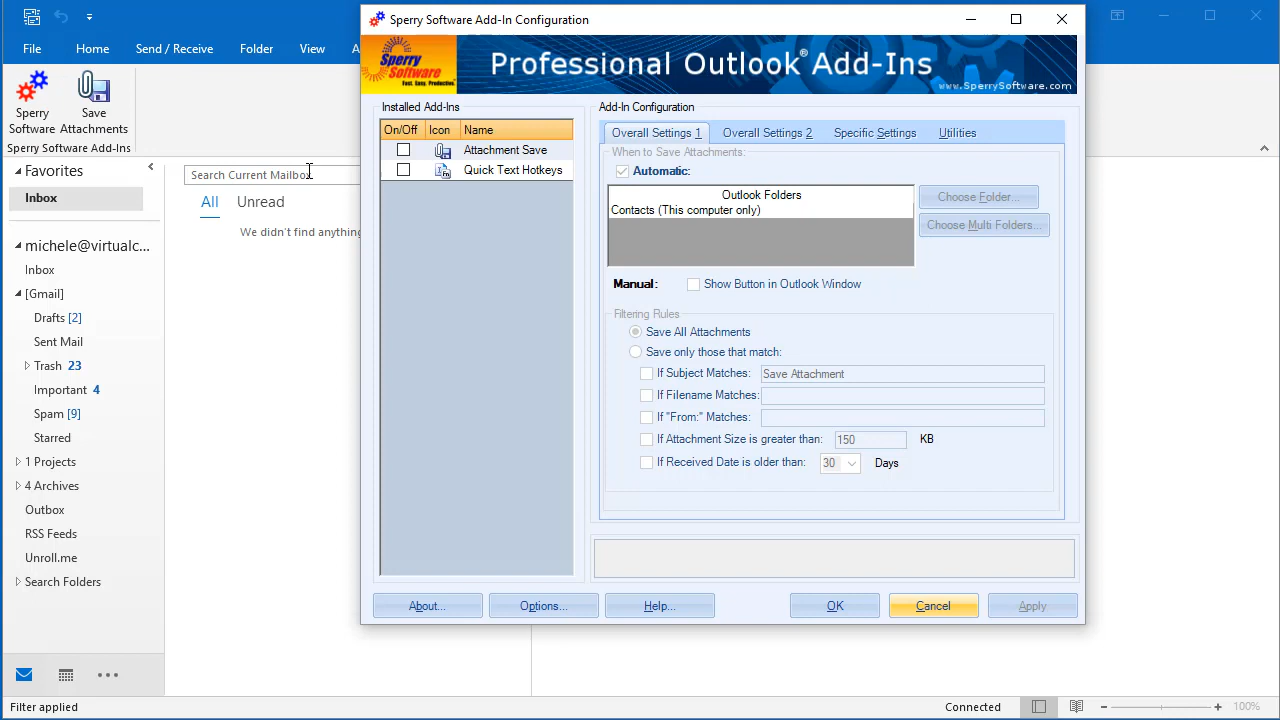 Sperry Software Add-In Configuration
File
Home
Send / Receive
Folder
View
Sperry Software
Fast. Easy. Productive.
Professional Outlook® Add-Ins
www.SperrySoftware.com
Sperry
Software
Save
Attachments
Sperry Software Add-Ins
Favorites
Inbox
michele@virtualc...
Inbox
[Gmail]
Drafts [2]
Sent Mail
Trash 23
Important 4
Spam [9]
Starred
1 Projects
4 Archives
Outbox
RSS Feeds
Unroll.me
Search Folders
Search Current Mailbox
All
Unread
We didn't find anything
Installed Add-Ins
On/Off Icon Name
Attachment Save
Quick Text Hotkeys
Add-In Configuration
Overall Settings 1
Overall Settings 2
Specific Settings
Utilities
When to Save Attachments:
Automatic:
Outlook Folders
Contacts (This computer only)
Choose Folder...
Choose Multi Folders...
Manual:
Show Button in Outlook Window
Filtering Rules
Save All Attachments
Save only those that match:
If Subject Matches: Save Attachment
If Filename Matches:
If "From:" Matches:
If Attachment Size is greater than: 150 KB
If Received Date is older than: 30 Days
About...
Options...
Help...
OK
Cancel
Apply
Filter applied
Connected
100%